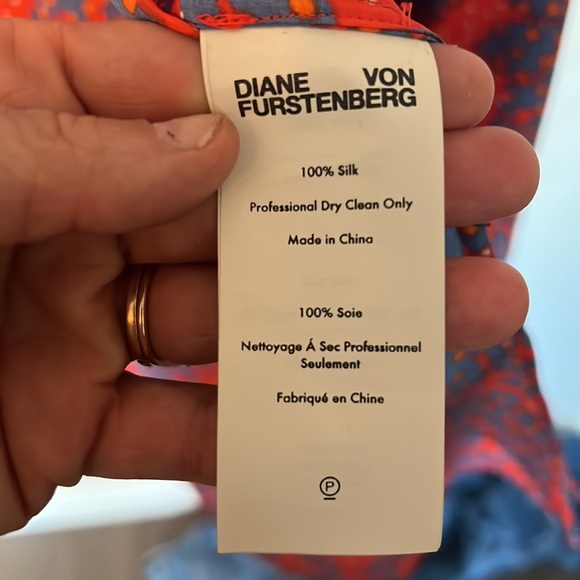 DIANE VON
FURSTENBERG
100% Silk
Professional Dry Clean Only
Made in China
100% Soie
Nettoyage Á Sec Professionnel
Seulement
Fabriqué en Chine
P